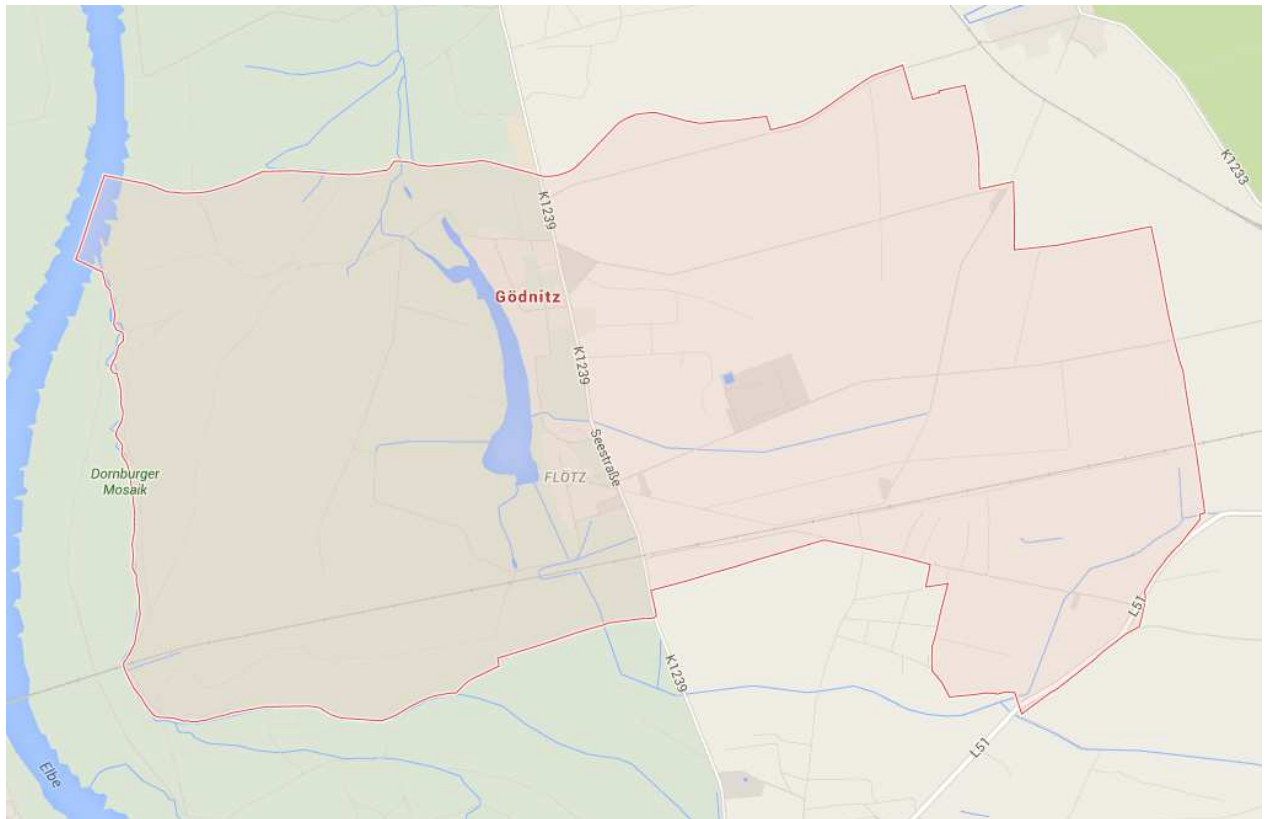 K1233
K1239
Gödnitz
K1239
Seestraße
Dornburger
Mosaik
FLÖTZ
L51
K1239
L51
Elbe